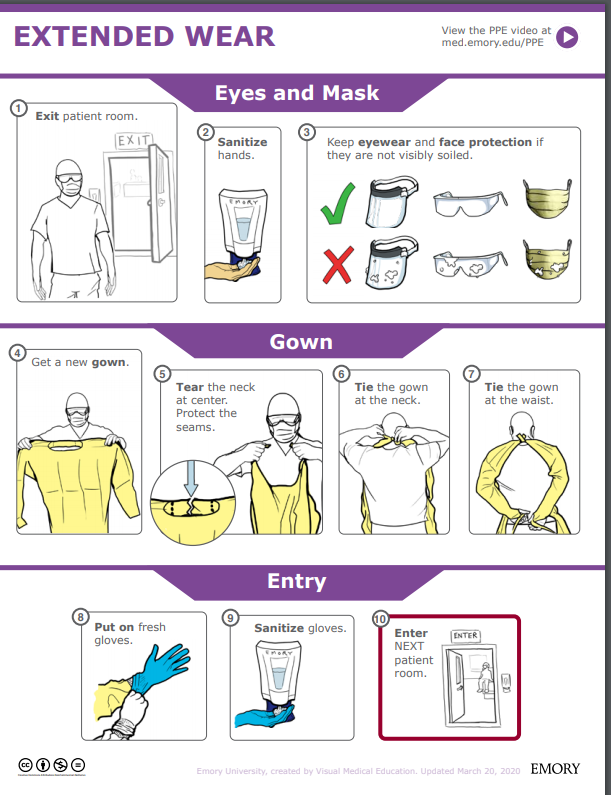 EXTENDED WEAR
View the PPE video at
med.emory.edu/PPE
Eyes and Mask
1
Exit patient room.
EXIT
2
Sanitize
hands.
EMORY
3
Keep eyewear and face protection if
they are not visibly soiled.
Gown
4
Get a new gown.
5
Tear the neck
at center.
Protect the
seams.
6
Tie the gown
at the neck.
7
Tie the gown
at the waist.
Entry
8
Put on fresh
gloves.
9
Sanitize gloves.
EMORY
10
Enter
NEXT
patient
room.
ENTER
cc
Emory University, created by Visual Medical Education. Updated March 20, 2020
EMORY